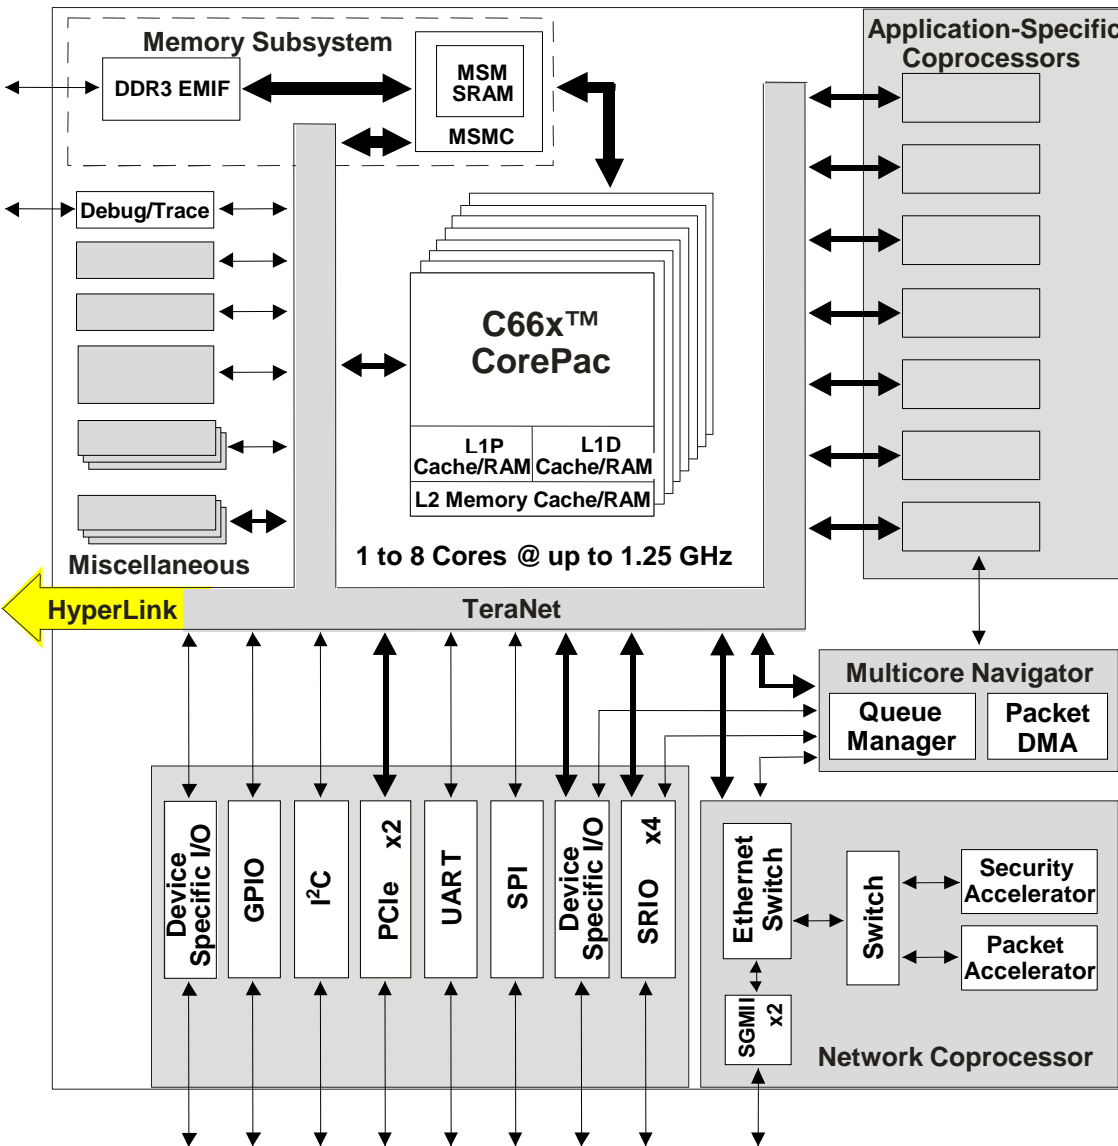 Memory Subsystem
DDR3 EMIF
MSM
SRAM
MSMC
Application-Specific
Coprocessors
Debug/Trace
C66x™
CorePac
L1P
Cache/RAM
L1D
Cache/RAM
L2 Memory Cache/RAM
1 to 8 Cores @ up to 1.25 GHz
Miscellaneous
HyperLink
TeraNet
Multicore Navigator
Queue
Manager
Packet
DMA
Device
Specific I/O
GPIO
I²C
PCIe x2
UART
SPI
Device
Specific I/O
SRIO x4
Ethernet
Switch
Switch
Security
Accelerator
Packet
Accelerator
SGMII
x2
Network Coprocessor